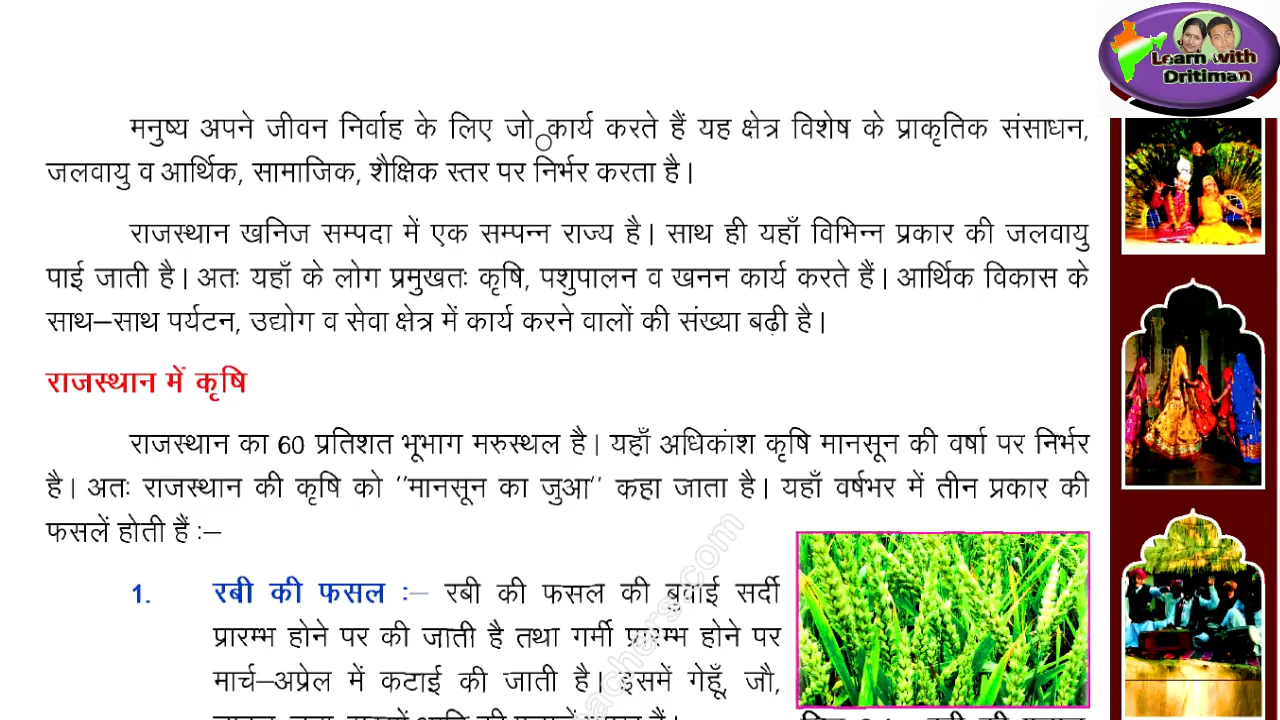 Learn with
Dritiman
मनुष्य अपने जीवन निर्वाह के लिए जो कार्य करते हैं यह क्षेत्र विशेष के प्राकृतिक संसाधन,
जलवायु व आर्थिक, सामाजिक, शैक्षिक स्तर पर निर्भर करता है।
राजस्थान खनिज सम्पदा में एक सम्पन्न राज्य है। साथ ही यहाँ विभिन्न प्रकार की जलवायु
पाई जाती है। अतः यहाँ के लोग प्रमुखतः कृषि, पशुपालन व खनन कार्य करते हैं। आर्थिक विकास के
साथ–साथ पर्यटन, उद्योग व सेवा क्षेत्र में कार्य करने वालों की संख्या बढ़ी है।
राजस्थान में कृषि
राजस्थान का 60 प्रतिशत भूभाग मरुस्थल है। यहाँ अधिकांश कृषि मानसून की वर्षा पर निर्भर
है। अतः राजस्थान की कृषि को ''मानसून का जुआ'' कहा जाता है। यहाँ वर्षभर में तीन प्रकार की
फसलें होती हैं :–
1. रबी की फसल :– रबी की फसल की बुवाई सर्दी
प्रारम्भ होने पर की जाती है तथा गर्मी प्रारम्भ होने पर
मार्च–अप्रेल में कटाई की जाती है। इसमें गेहूँ, जौ,